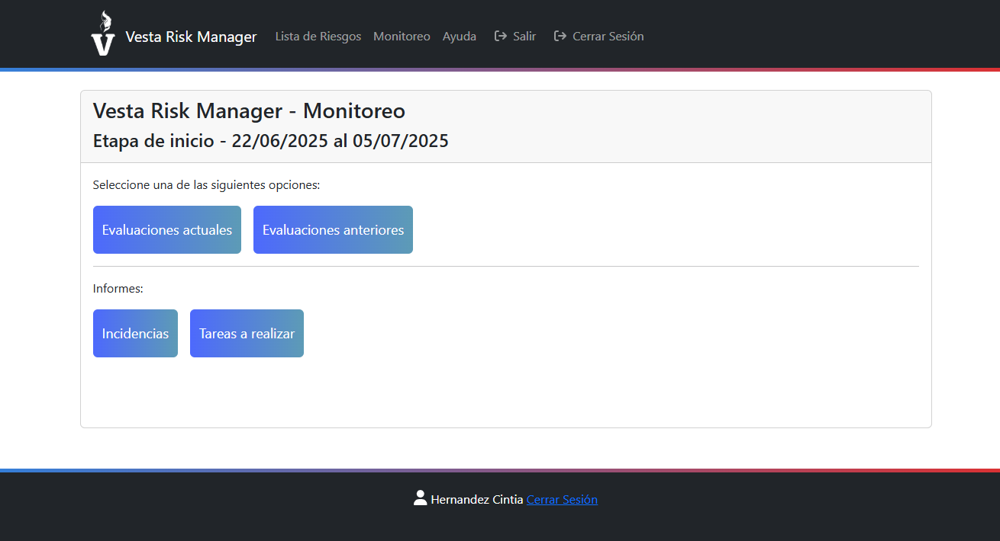 Vesta Risk Manager Lista de Riesgos Monitoreo Ayuda Salir Cerrar Sesión
Vesta Risk Manager - Monitoreo
Etapa de inicio - 22/06/2025 al 05/07/2025
Seleccione una de las siguientes opciones:
Evaluaciones actuales Evaluaciones anteriores
Informes:
Incidencias Tareas a realizar
Hernandez Cintia Cerrar Sesión